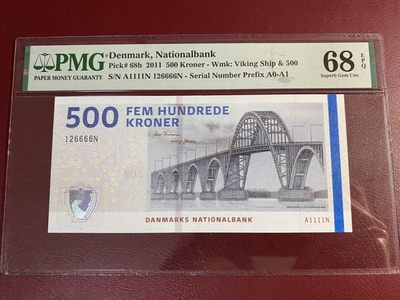 PMG
PAPER MONEY GUARANTY
Denmark, Nationalbank
Pick# 68b 2011 500 Kroner - Wmk: Viking Ship & 500
S/N A1111N 126666N - Serial Number Prefix A0-A1
68 EPQ
Superb Gem Unc
500 FEM HUNDREDE
KRONER
126666N
500
DANMARKS NATIONALBANK
A1111N